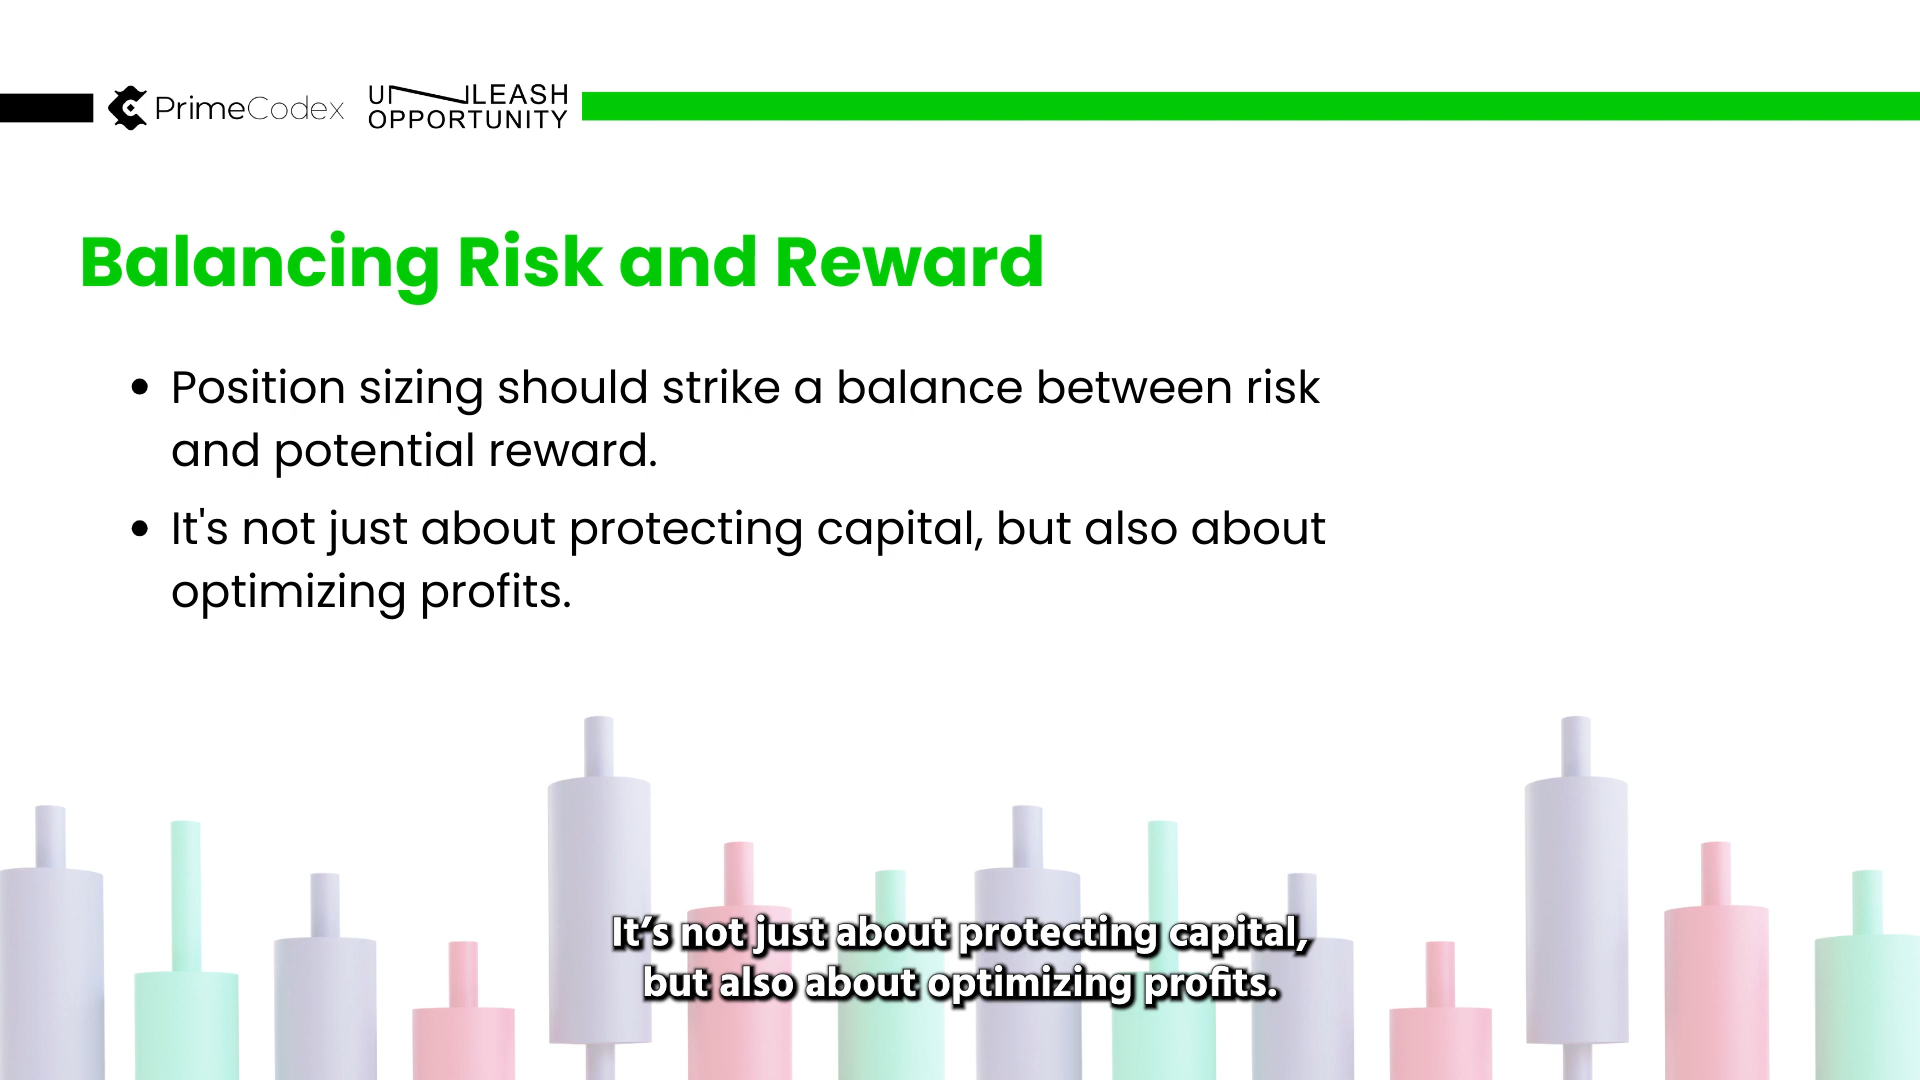 PrimeCodex
UNLEASH
OPPORTUNITY
Balancing Risk and Reward
• Position sizing should strike a balance between risk
and potential reward.
• It's not just about protecting capital, but also about
optimizing profits.
It’s not just about protecting capital,
but also about optimizing profits.